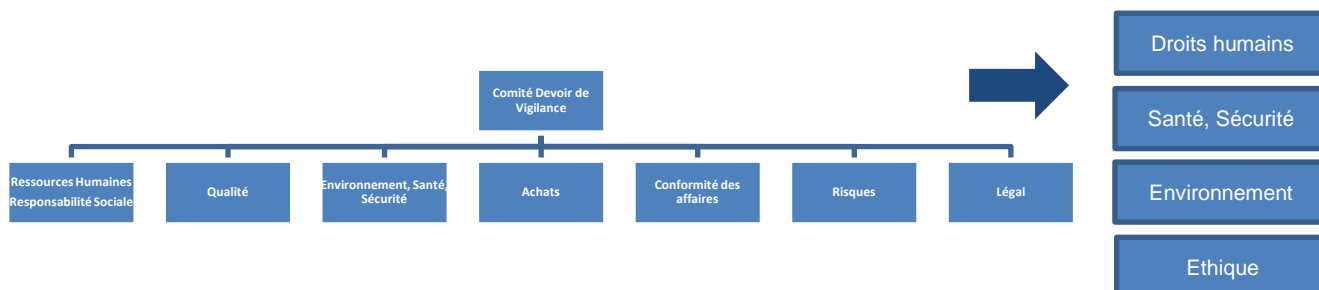 Comité Devoir de
Vigilance
Ressources Humaines
Responsabilité Sociale
Qualité
Environnement, Santé,
Sécurité
Achats
Conformité des
affaires
Risques
Légal
Droits humains
Santé, Sécurité
Environnement
Ethique